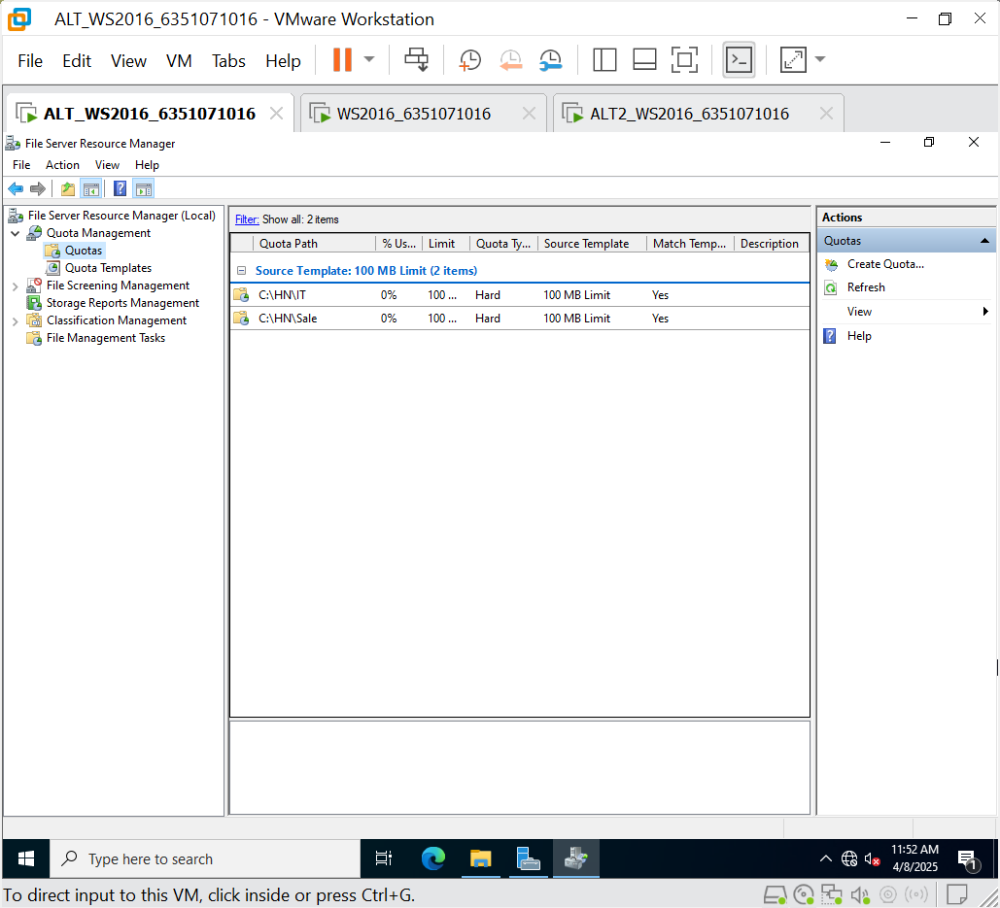 ALT_WS2016_6351071016 - VMware Workstation
File Edit View VM Tabs Help
ALT_WS2016_6351071016 WS2016_6351071016 ALT2_WS2016_6351071016
File Server Resource Manager
File Action View Help
File Server Resource Manager (Local)
Quota Management
Quotas
Quota Templates
File Screening Management
Storage Reports Management
Classification Management
File Management Tasks
Filter: Show all: 2 items
Quota Path % Us... Limit Quota Ty... Source Template Match Temp... Description
Source Template: 100 MB Limit (2 items)
C:\HN\IT 0% 100 ... Hard 100 MB Limit Yes
C:\HN\Sale 0% 100 ... Hard 100 MB Limit Yes
Actions
Quotas
Create Quota...
Refresh
View
Help
Type here to search
11:52 AM
4/8/2025
1
To direct input to this VM, click inside or press Ctrl+G.